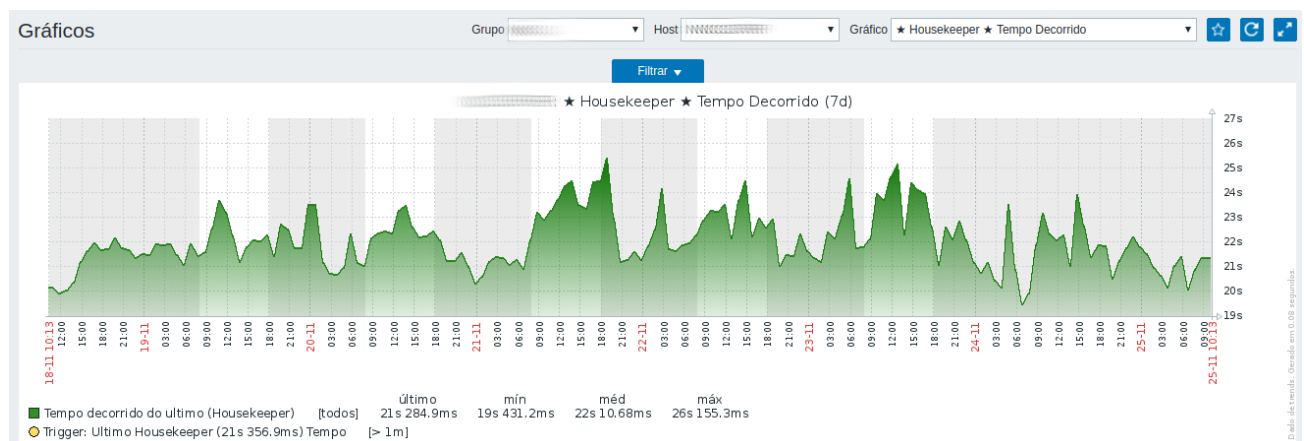 Gráficos
Grupo Host Gráfico ★ Housekeeper ★ Tempo Decorrido
Filtrar
★ Housekeeper ★ Tempo Decorrido (7d)
27s
26s
25s
24s
23s
22s
21s
20s
19s
18-11 10:13 12:00 15:00 18:00 21:00 19-11 03:00 06:00 09:00 12:00 15:00 18:00 21:00 20-11 03:00 06:00 09:00 12:00 15:00 18:00 21:00 21-11 03:00 06:00 09:00 12:00 15:00 18:00 21:00 22-11 03:00 06:00 09:00 12:00 15:00 18:00 21:00 23-11 03:00 06:00 09:00 12:00 15:00 18:00 21:00 24-11 03:00 06:00 09:00 12:00 15:00 18:00 21:00 25-11 03:00 06:00 09:00 25-11 10:13
último mín méd máx
Tempo decorrido do ultimo (Housekeeper) [todos] 21s 284.9ms 19s 431.2ms 22s 10.68ms 26s 155.3ms
Trigger: Ultimo Housekeeper (21s 356.9ms) Tempo [> 1m]
Dado de trends. Gerado em 0.08 segundos.